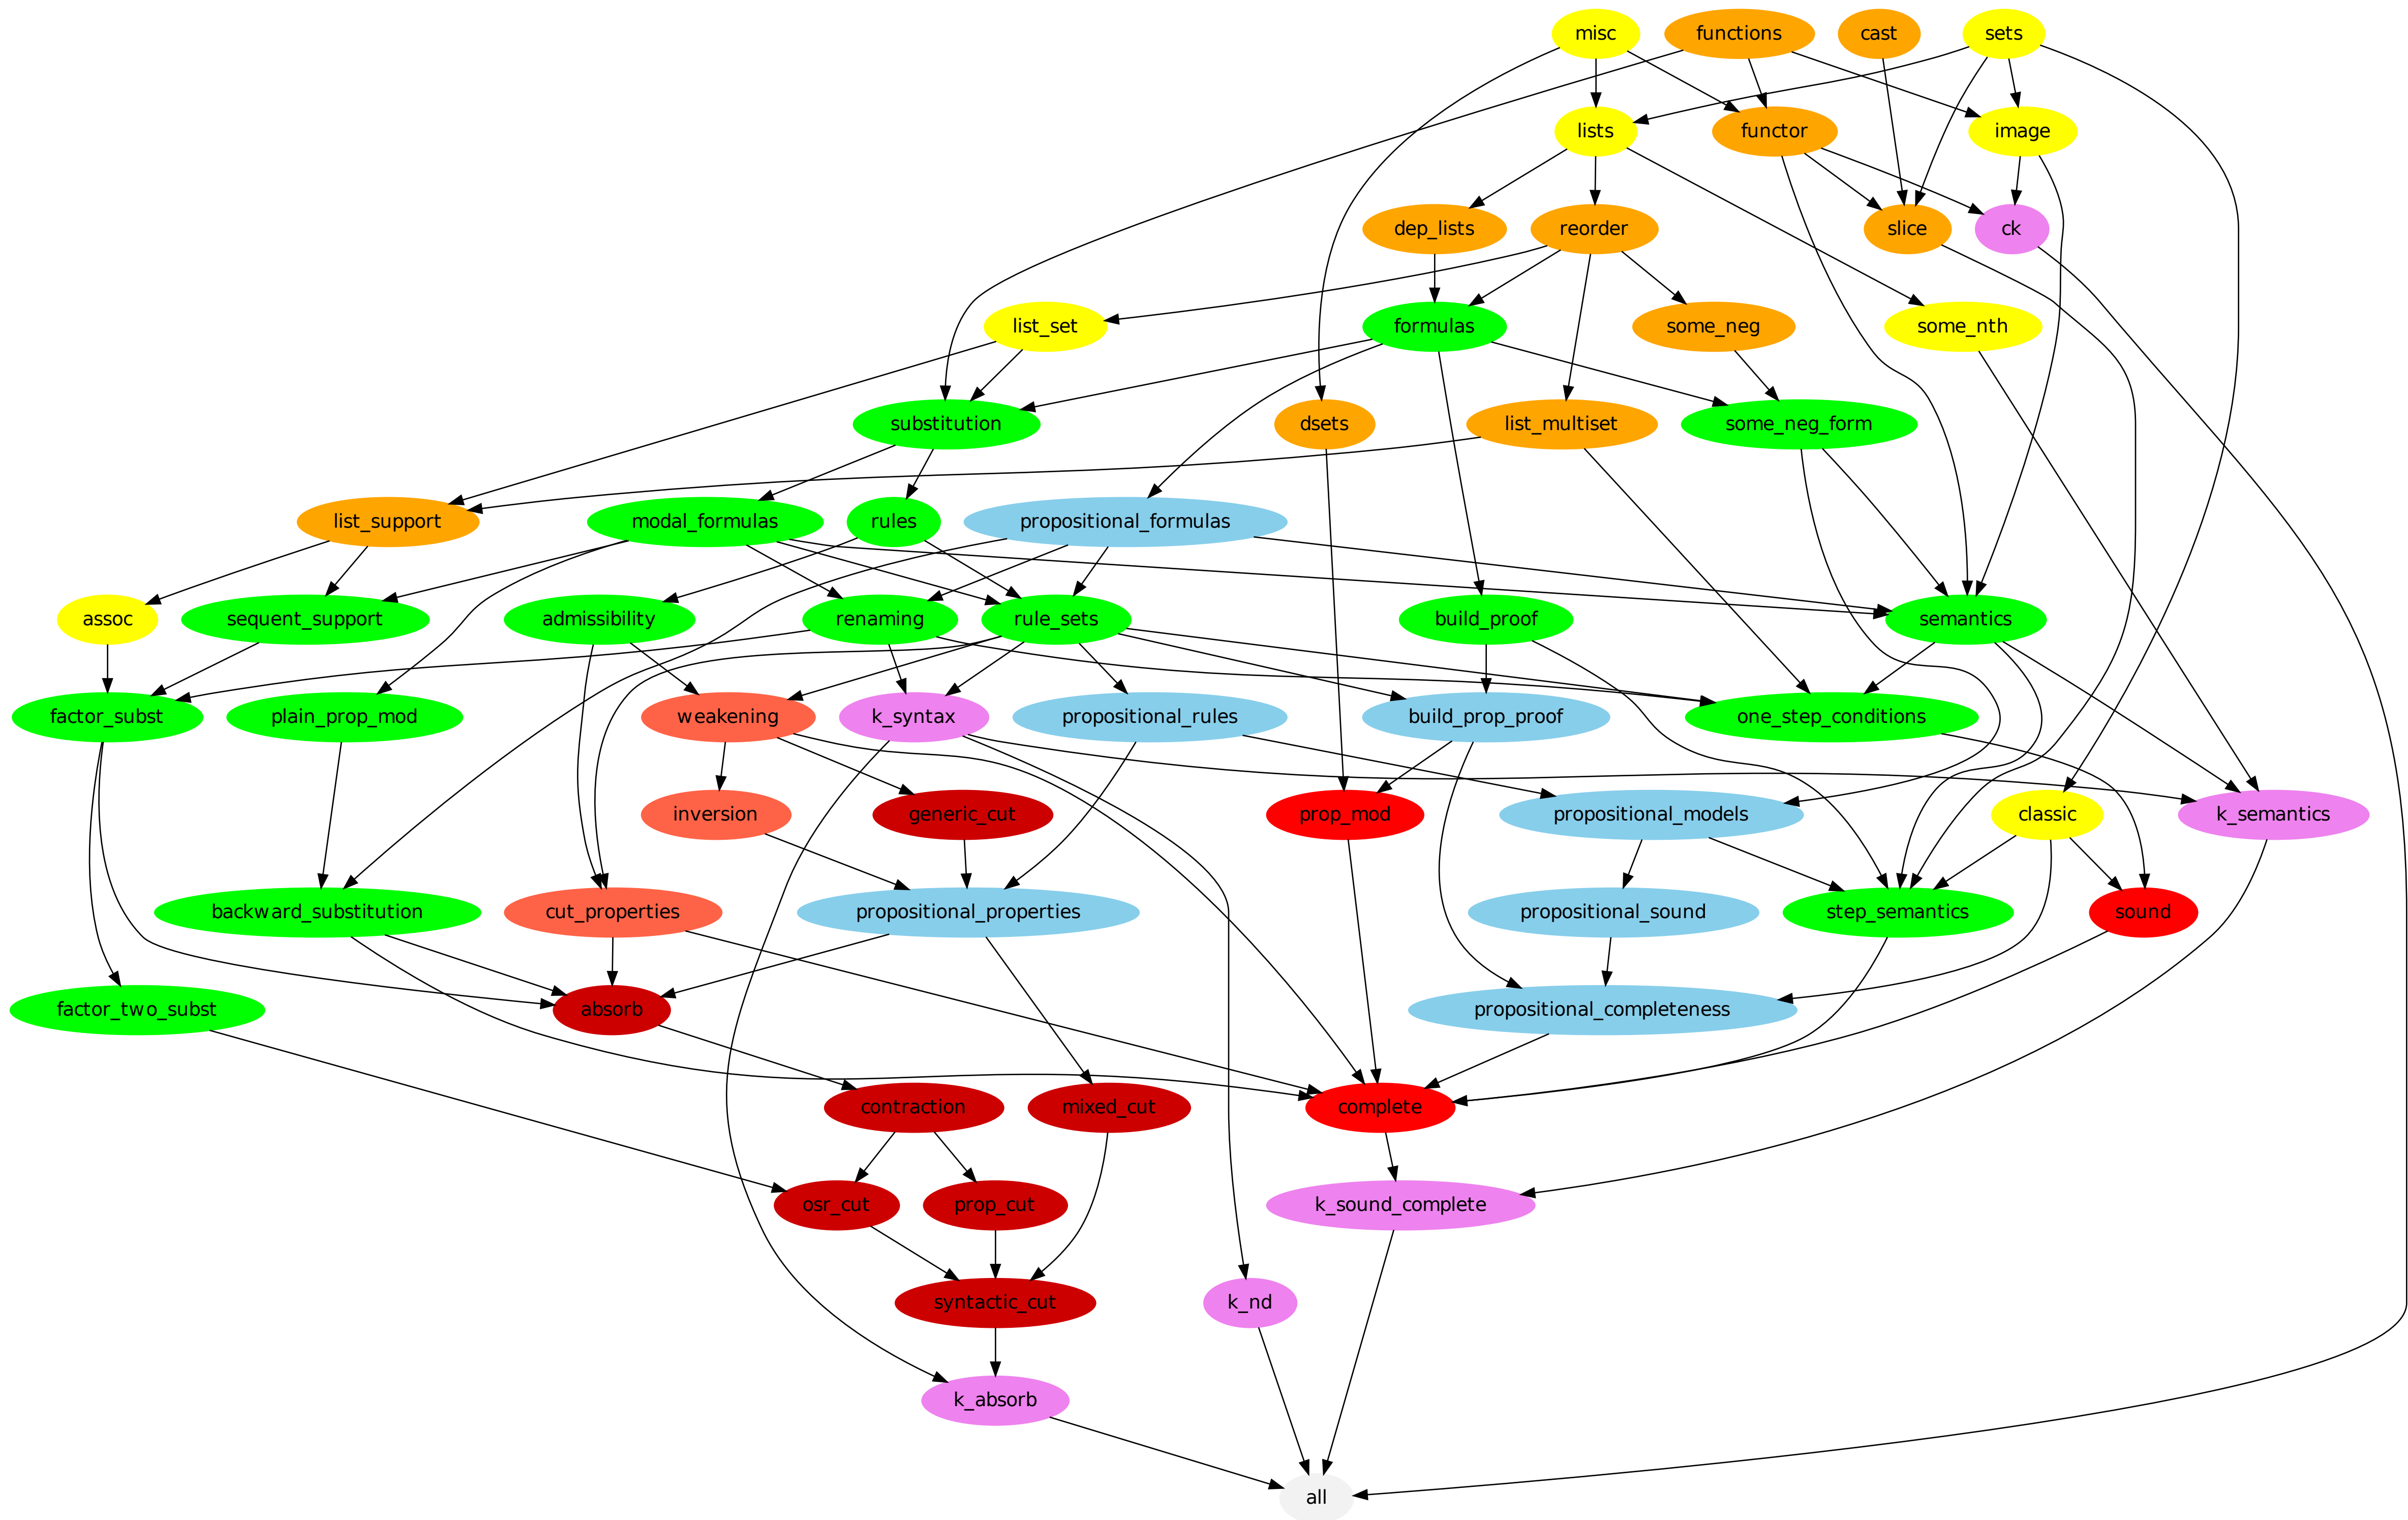 misc
functions
cast
sets
lists
functor
image
dep_lists
reorder
slice
ck
list_set
formulas
some_neg
some_nth
substitution
dsets
list_multiset
some_neg_form
list_support
modal_formulas
rules
propositional_formulas
assoc
sequent_support
admissibility
renaming
rule_sets
build_proof
semantics
factor_subst
plain_prop_mod
weakening
k_syntax
propositional_rules
build_prop_proof
one_step_conditions
inversion
generic_cut
prop_mod
propositional_models
classic
k_semantics
backward_substitution
cut_properties
propositional_properties
propositional_sound
step_semantics
sound
factor_two_subst
absorb
propositional_completeness
contraction
mixed_cut
complete
osr_cut
prop_cut
k_sound_complete
syntactic_cut
k_nd
k_absorb
all